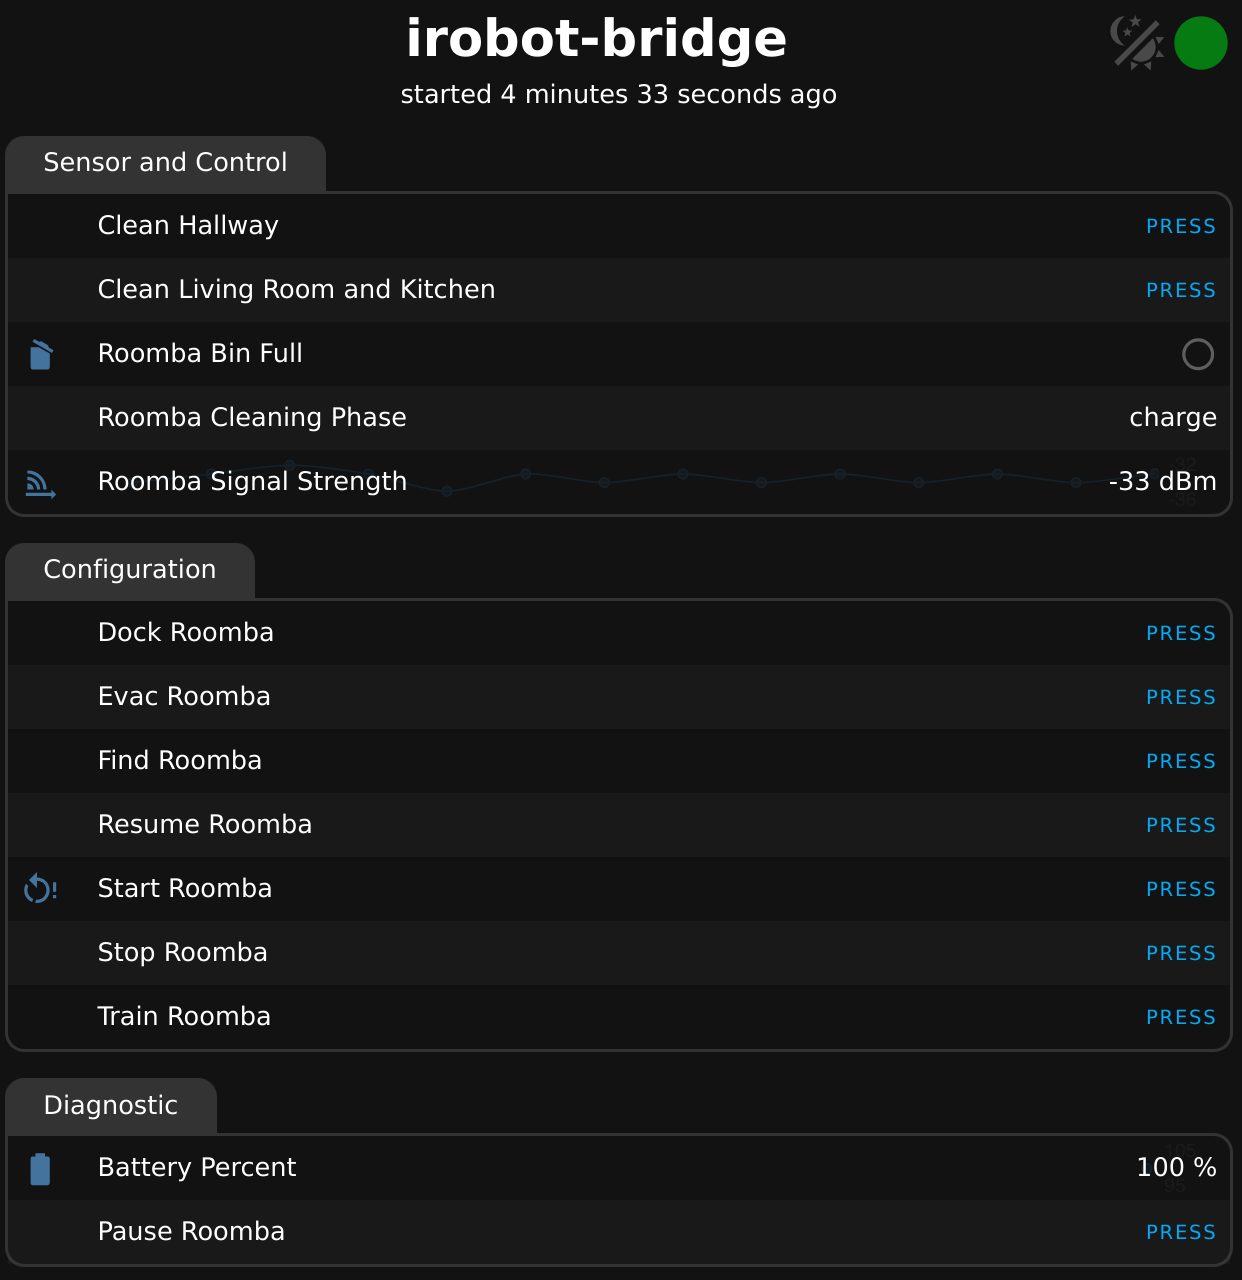 irobot-bridge
started 4 minutes 33 seconds ago
Sensor and Control
Clean Hallway PRESS
Clean Living Room and Kitchen PRESS
Roomba Bin Full
Roomba Cleaning Phase charge
Roomba Signal Strength -33 dBm
Configuration
Dock Roomba PRESS
Evac Roomba PRESS
Find Roomba PRESS
Resume Roomba PRESS
Start Roomba PRESS
Stop Roomba PRESS
Train Roomba PRESS
Diagnostic
105
Battery Percent 100 %
95
Pause Roomba PRESS